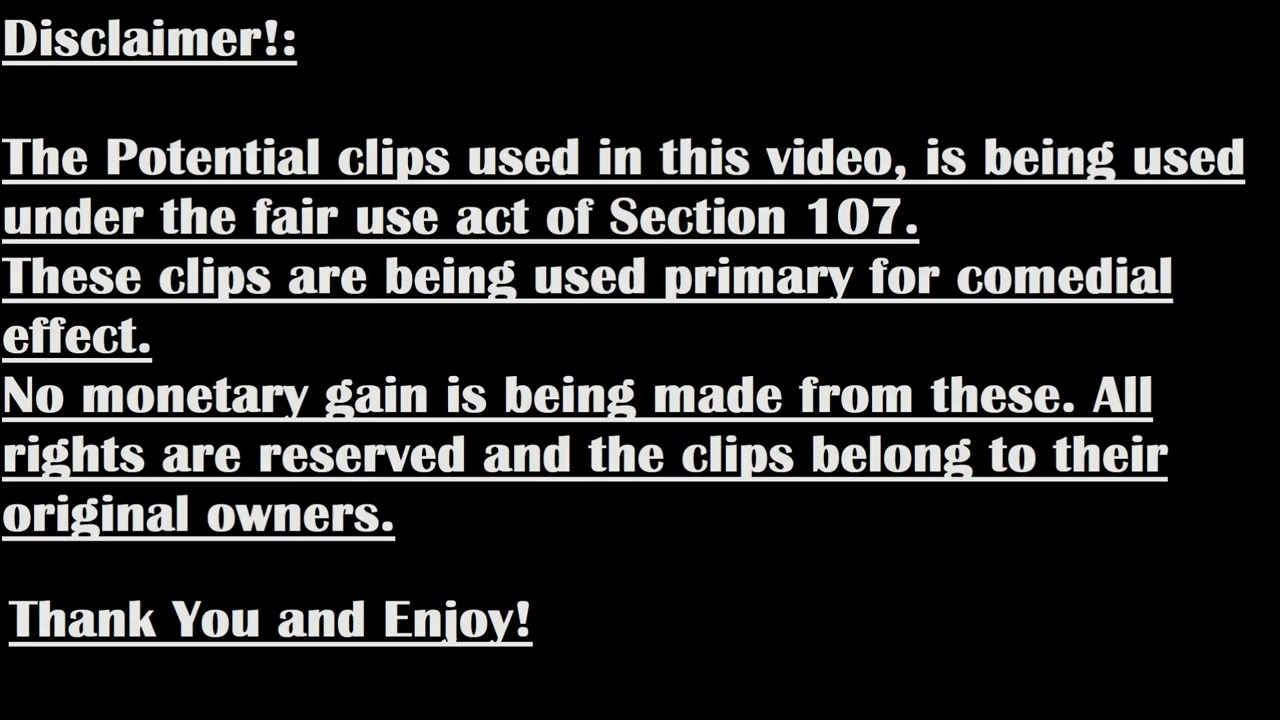 Disclaimer!:
The Potential clips used in this video, is being used
under the fair use act of Section 107.
These clips are being used primary for comedial
effect.
No monetary gain is being made from these. All
rights are reserved and the clips belong to their
original owners.
Thank You and Enjoy!